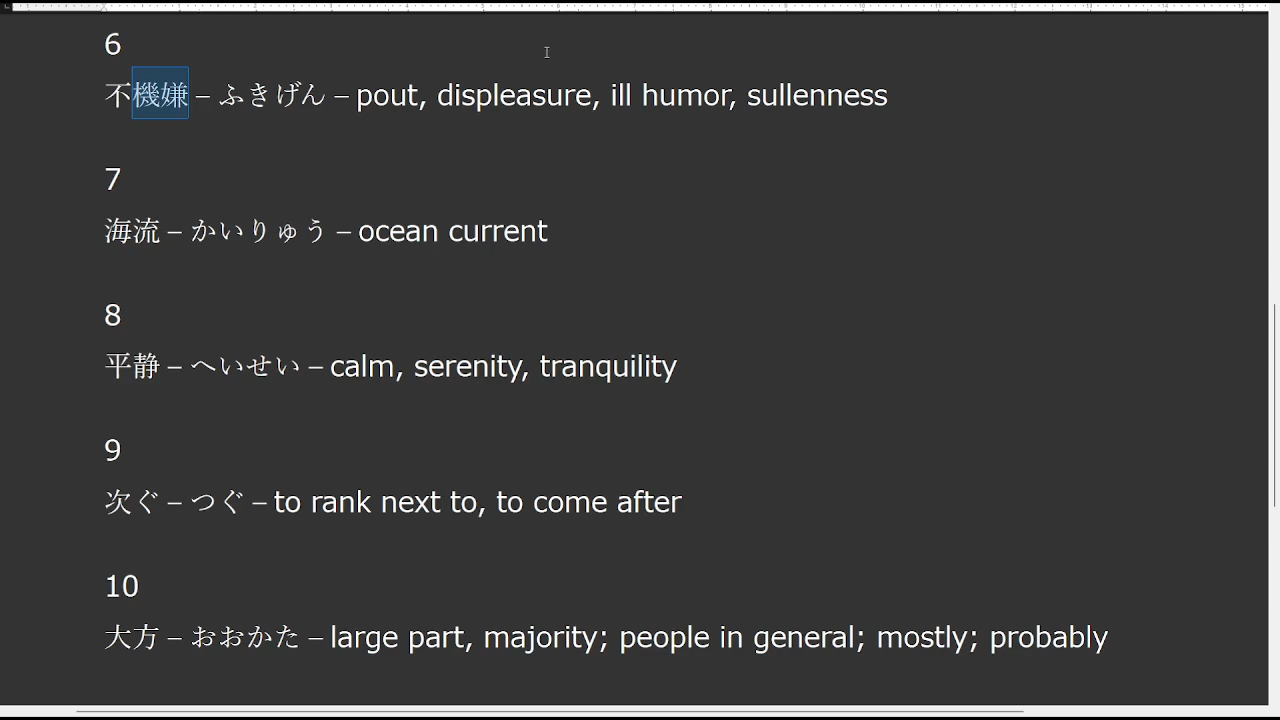 6
不機嫌 – ふきげん – pout, displeasure, ill humor, sullenness
7
海流 – かいりゅう – ocean current
8
平静 – へいせい – calm, serenity, tranquility
9
次ぐ – つぐ – to rank next to, to come after
10
大方 – おおかた – large part, majority; people in general; mostly; probably